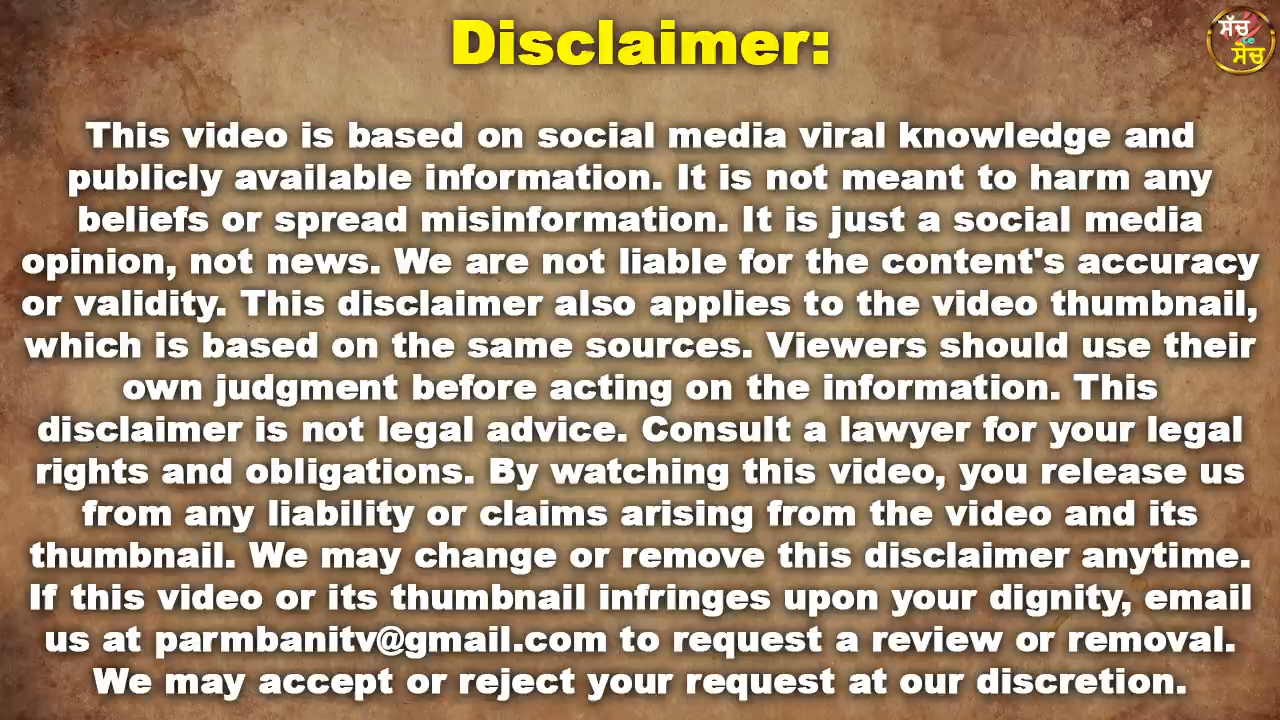 Disclaimer:
ਸੱਚ
ਸੋਚ
This video is based on social media viral knowledge and
publicly available information. It is not meant to harm any
beliefs or spread misinformation. It is just a social media
opinion, not news. We are not liable for the content's accuracy
or validity. This disclaimer also applies to the video thumbnail,
which is based on the same sources. Viewers should use their
own judgment before acting on the information. This
disclaimer is not legal advice. Consult a lawyer for your legal
rights and obligations. By watching this video, you release us
from any liability or claims arising from the video and its
thumbnail. We may change or remove this disclaimer anytime.
If this video or its thumbnail infringes upon your dignity, email
us at parmbanitv@gmail.com to request a review or removal.
We may accept or reject your request at our discretion.